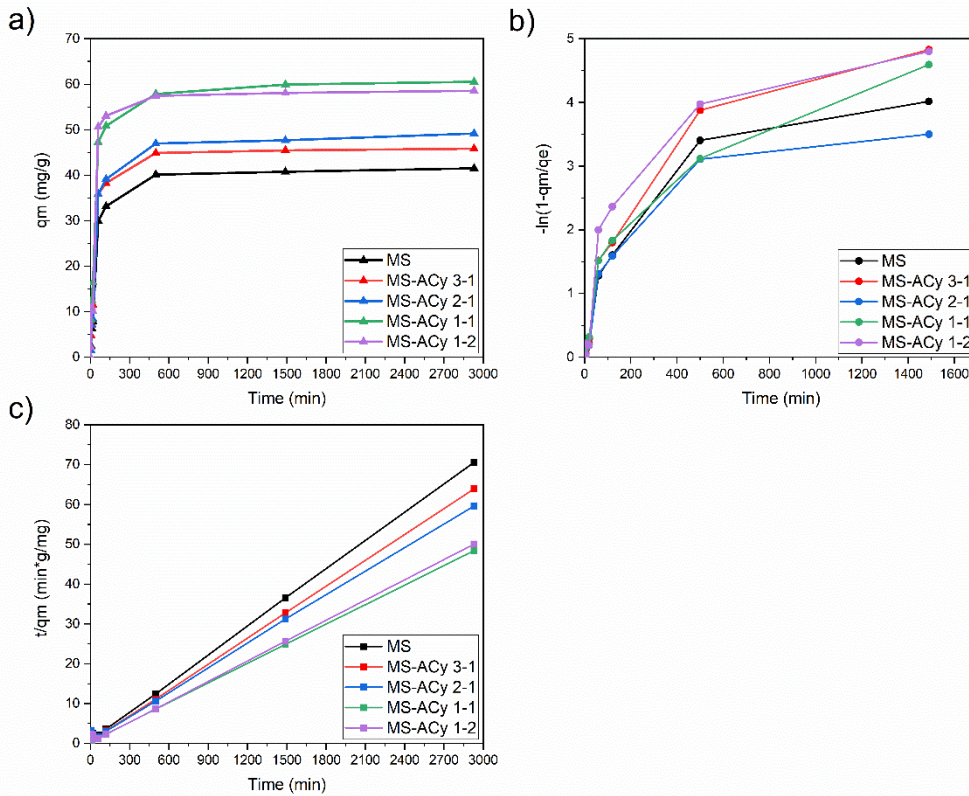 a)
70
60
50
40
30
20
10
0
qm (mg/g)
0 300 600 900 1200 1500 1800 2100 2400 2700 3000
Time (min)
MS
MS-ACy 3-1
MS-ACy 2-1
MS-ACy 1-1
MS-ACy 1-2
b)
5
4
3
2
1
0
-ln(1-qm/qe)
0 200 400 600 800 1000 1200 1400 1600
Time (min)
MS
MS-ACy 3-1
MS-ACy 2-1
MS-ACy 1-1
MS-ACy 1-2
c)
80
70
60
50
40
30
20
10
0
t/qm (min*g/mg)
0 300 600 900 1200 1500 1800 2100 2400 2700 3000
Time (min)
MS
MS-ACy 3-1
MS-ACy 2-1
MS-ACy 1-1
MS-ACy 1-2